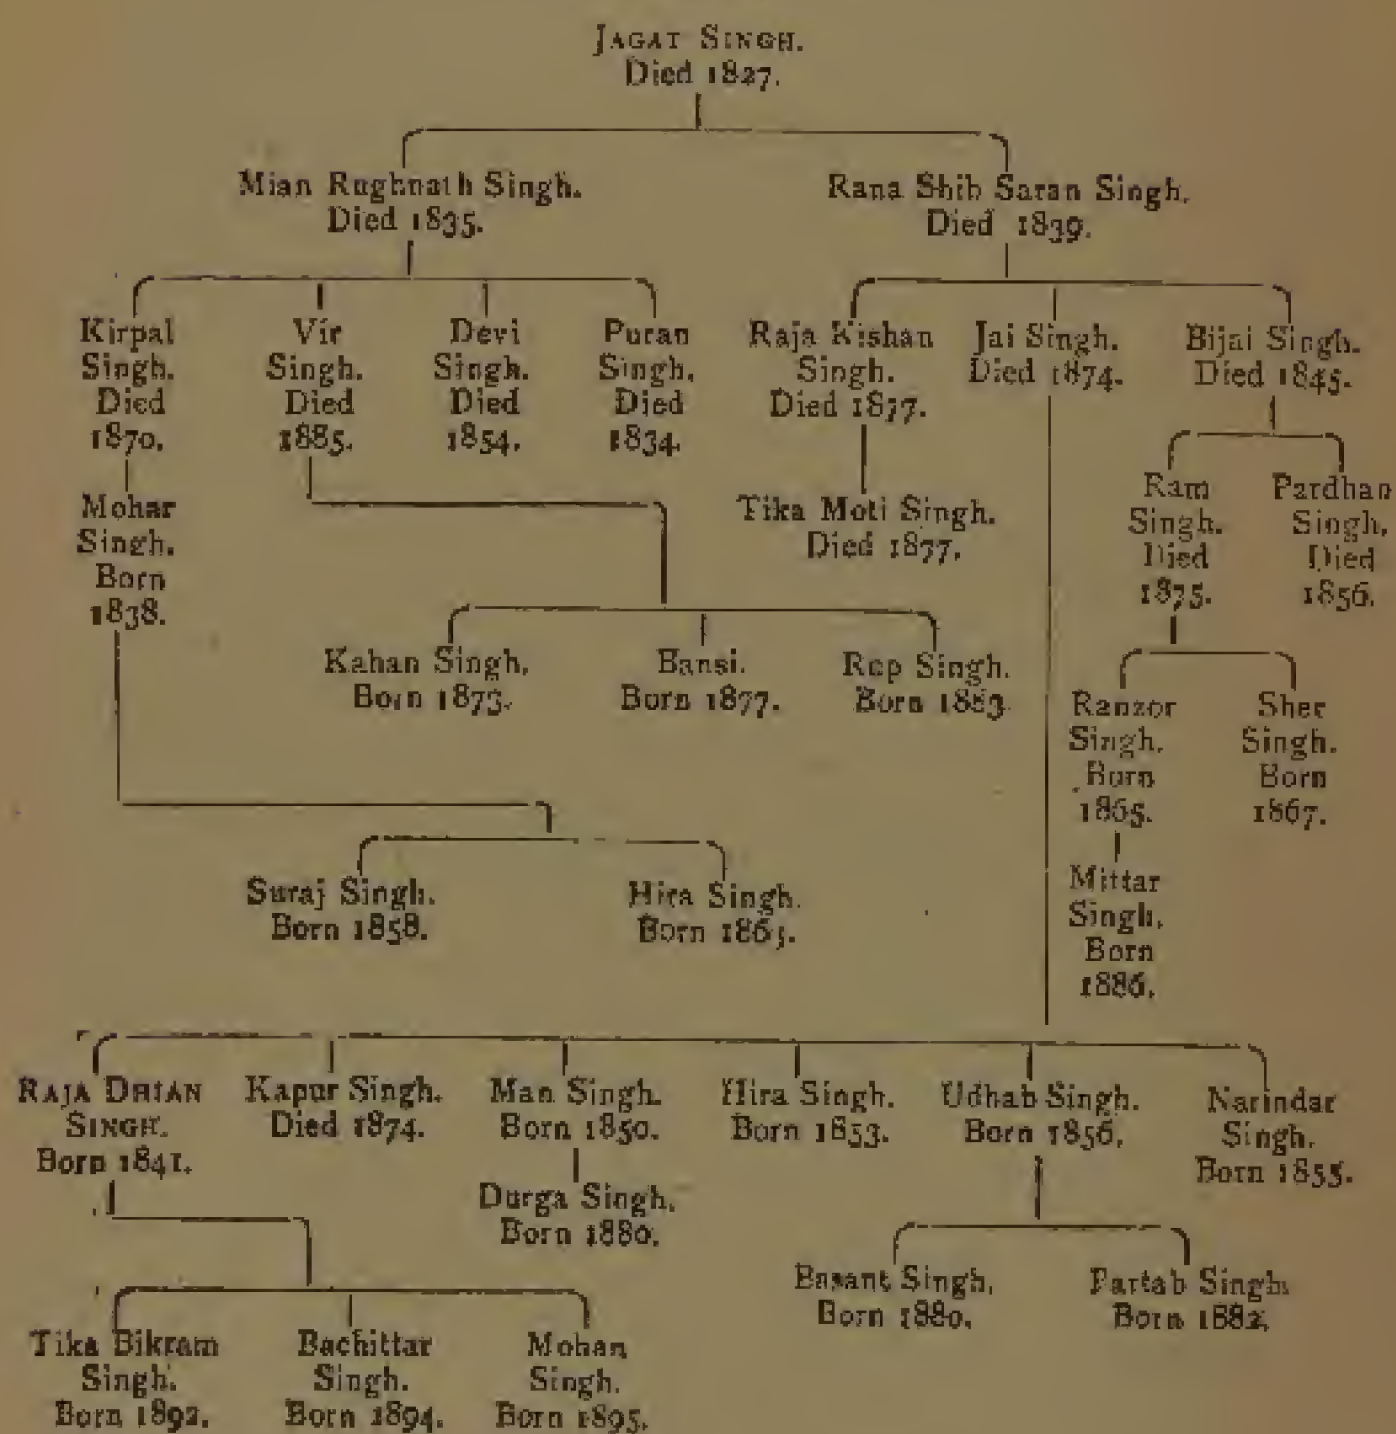 JAGAT SINGH.
Died 1827.
Mian Rughnath Singh.
Died 1835.
Rana Shib Saran Singh.
Died 1839.
Kirpal
Singh.
Died
1870.
Vir
Singh.
Died
1885.
Devi
Singh.
Died
1854.
Puran
Singh.
Died
1834.
Raja Kishan
Singh.
Died 1877.
Jai Singh.
Died 1874.
Bijai Singh.
Died 1845.
Mohar
Singh.
Born
1838.
Tika Moti Singh.
Died 1877.
Ram
Singh.
Died
1875.
Pardhan
Singh.
Died
1856.
Kahan Singh.
Born 1873.
Bansi.
Born 1877.
Rup Singh.
Born 1883
Ranzor
Singh.
Born
1865.
Sher
Singh.
Born
1867.
Suraj Singh.
Born 1858.
Hira Singh.
Born
Mittar
Singh.
Born
1886.
RAJA DHIAN
SINGH.
Born 1841.
Kapur Singh.
Died 1874.
Man Singh.
Born 1850.
Hira Singh.
Born 1853.
Udhab Singh.
Born 1856.
Narindar
Singh.
Born 1855.
Durga Singh.
Born 1880.
Basant Singh.
Born 1880.
Partab Singh.
Born 1882.
Tika Bikram
Singh.
Born 1892.
Bachittar
Singh.
Born 1894.
Mohan
Singh.
Born 1895.